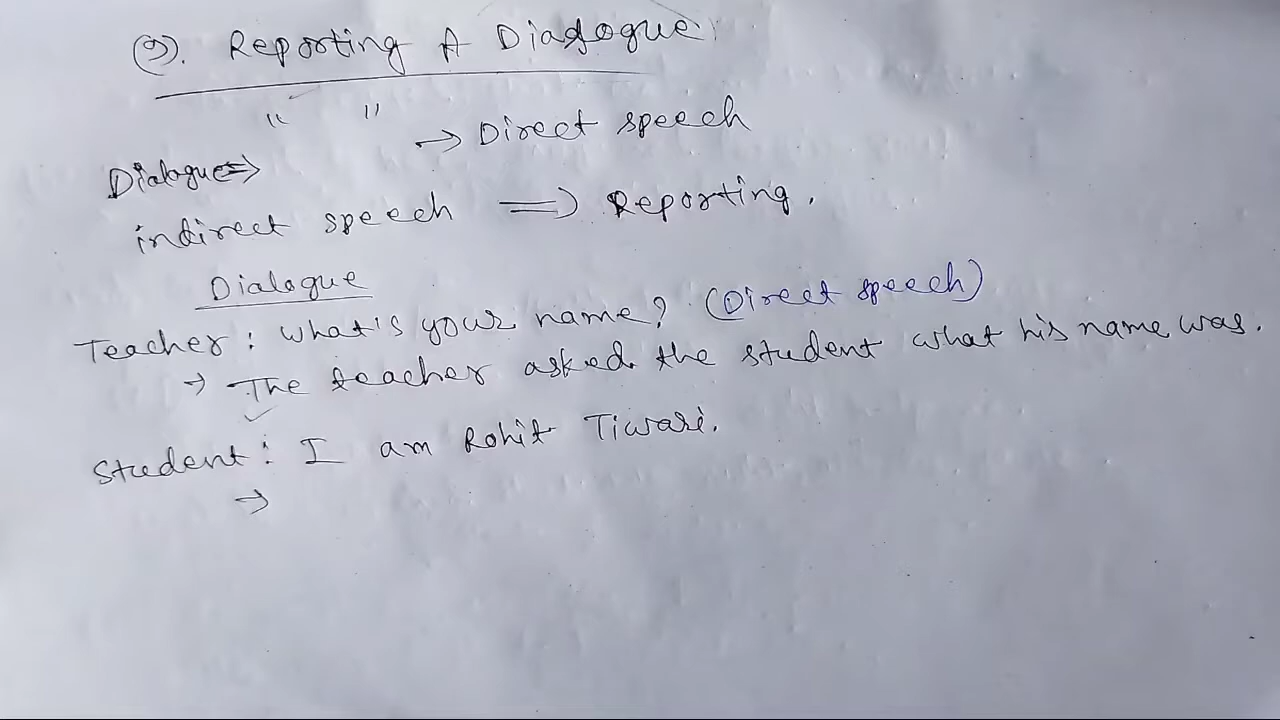 (9). Reporting A Dialogue
" "
→ Direct speech
Dialogue⇒
indirect speech ⇒ Reporting.
Dialogue
Teacher: what's your name? (Direct speech)
→ The teacher asked the student what his name was.
Student: I am Rohit Tiwari.
→